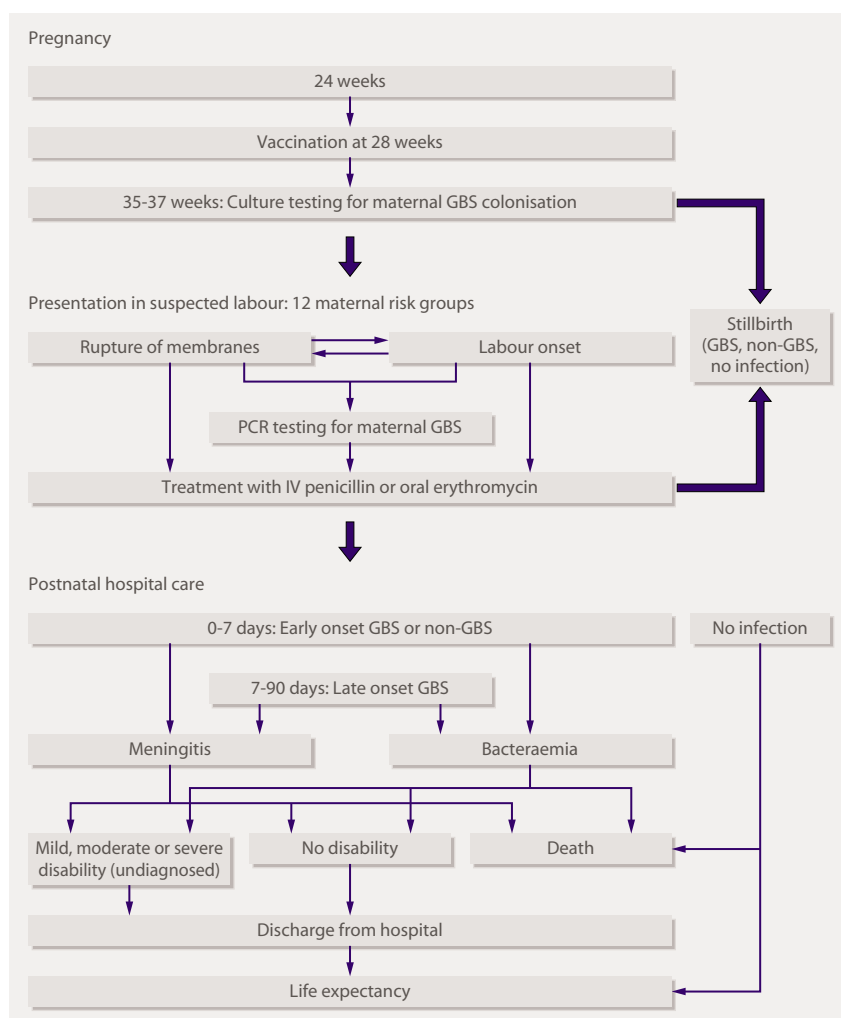 Pregnancy
24 weeks
Vaccination at 28 weeks
35-37 weeks: Culture testing for maternal GBS colonisation
Presentation in suspected labour: 12 maternal risk groups
Rupture of membranes
Labour onset
Stillbirth
(GBS, non-GBS,
no infection)
PCR testing for maternal GBS
Treatment with IV penicillin or oral erythromycin
Postnatal hospital care
0-7 days: Early onset GBS or non-GBS
No infection
7-90 days: Late onset GBS
Meningitis
Bacteraemia
Mild, moderate or severe
disability (undiagnosed)
No disability
Death
Discharge from hospital
Life expectancy